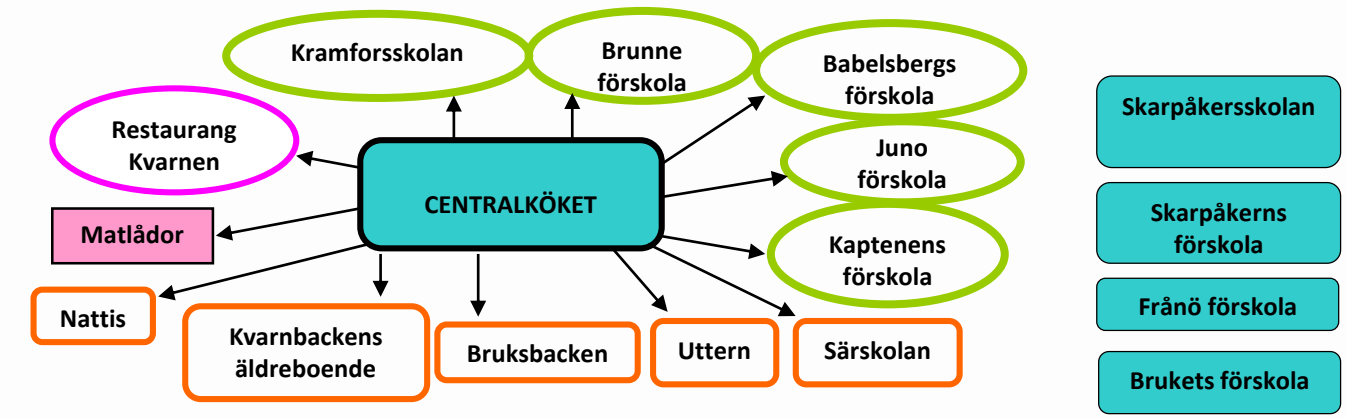 Kramforsskolan
Brunne
förskola
Babelsbergs
förskola
Restaurang
Kvarnen
Juno
förskola
CENTRALKÖKET
Matlådor
Kaptenens
förskola
Nattis
Kvarnbackens
äldreboende
Bruksbacken
Uttern
Särskolan
Skarpåkersskolan
Skarpåkerns
förskola
Frånö förskola
Brukets förskola